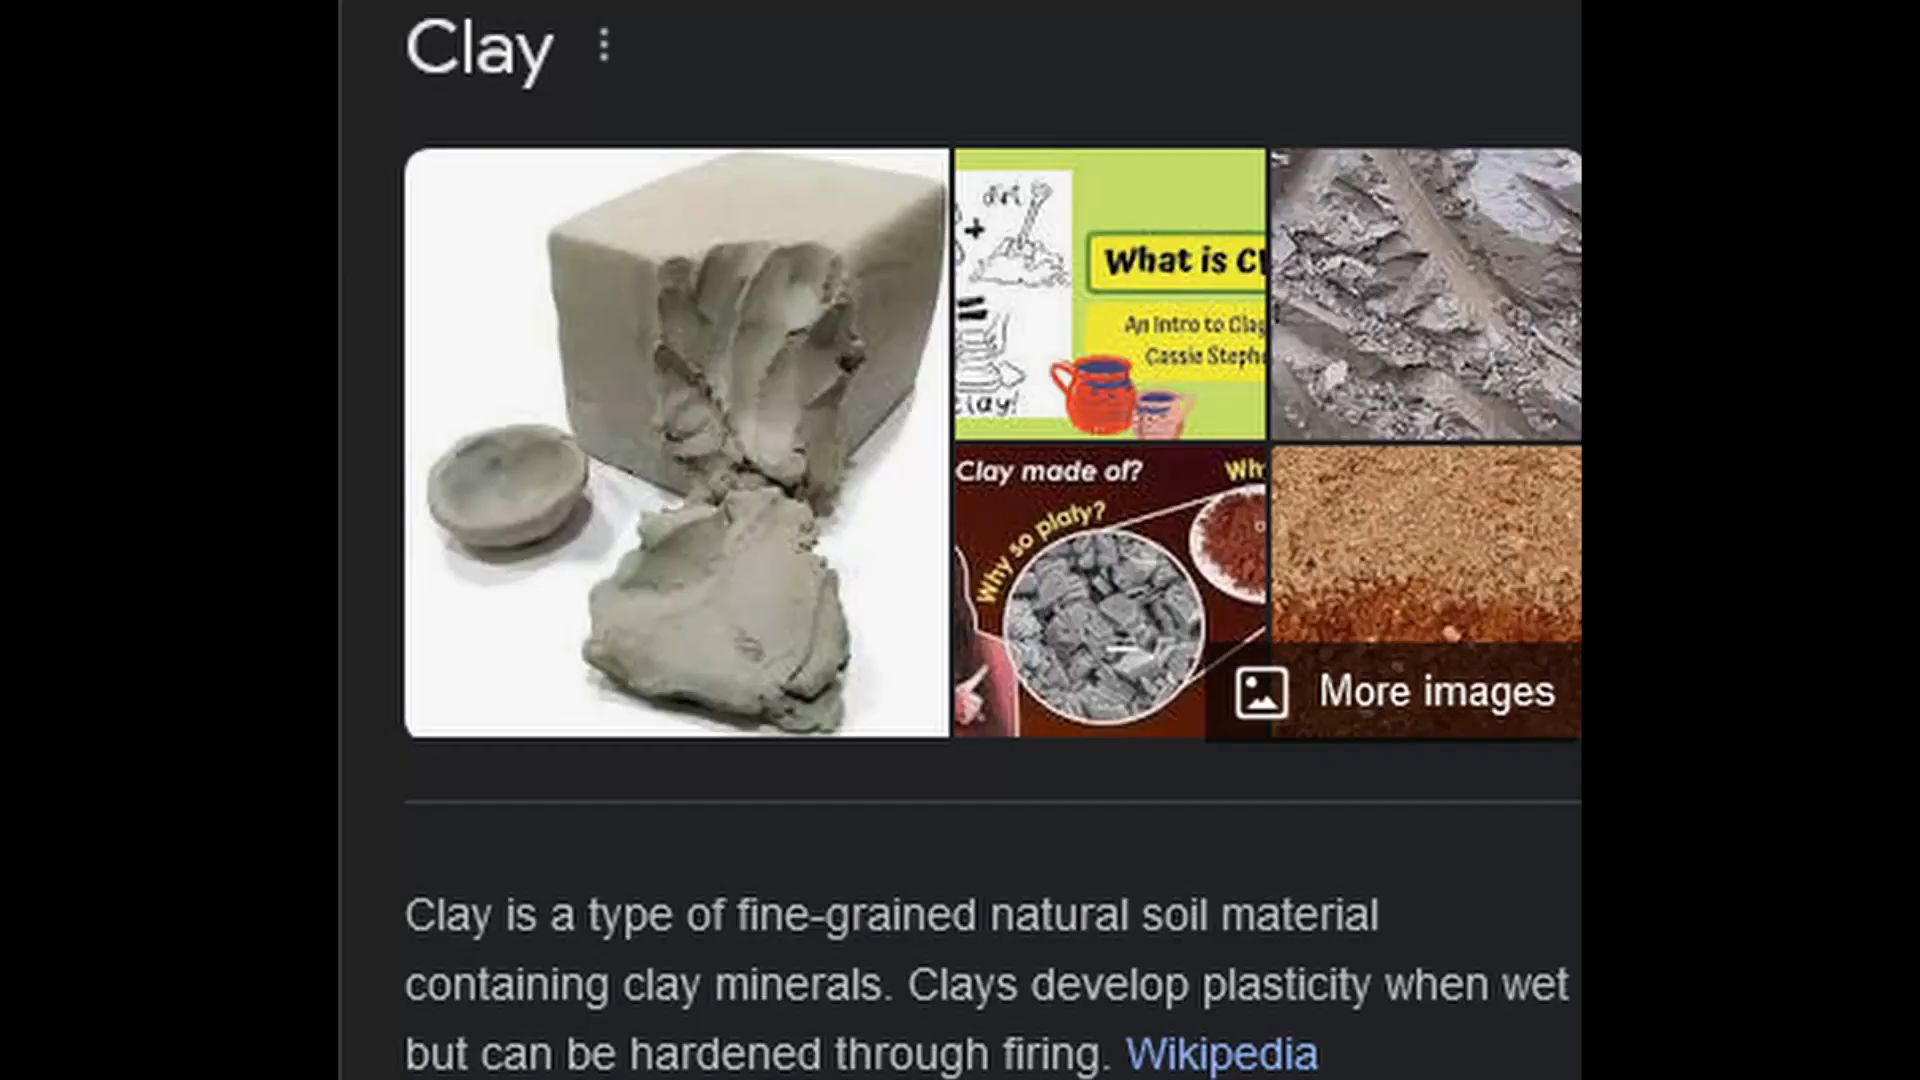 Clay
dirt
+
What is
=
An Intro to
Cassie
Clay!
Clay made of?
Why so platy?
More images
Clay is a type of fine-grained natural soil material
containing clay minerals. Clays develop plasticity when wet
but can be hardened through firing. Wikipedia